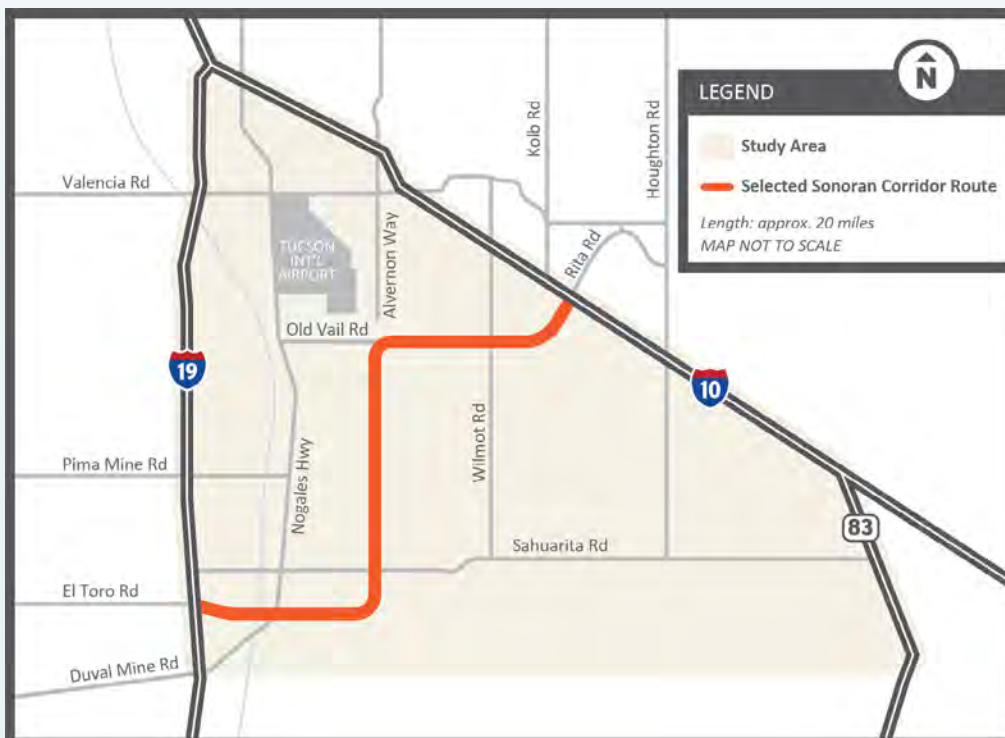 N
LEGEND
Study Area
Selected Sonoran Corridor Route
Length: approx. 20 miles
MAP NOT TO SCALE
Kolb Rd
Houghton Rd
Valencia Rd
Alvernon Way
TUCSON
INT'L
AIRPORT
Rita Rd
Old Vail Rd
19
10
Wilmot Rd
Nogales Hwy
Pima Mine Rd
83
Sahuarita Rd
El Toro Rd
Duval Mine Rd